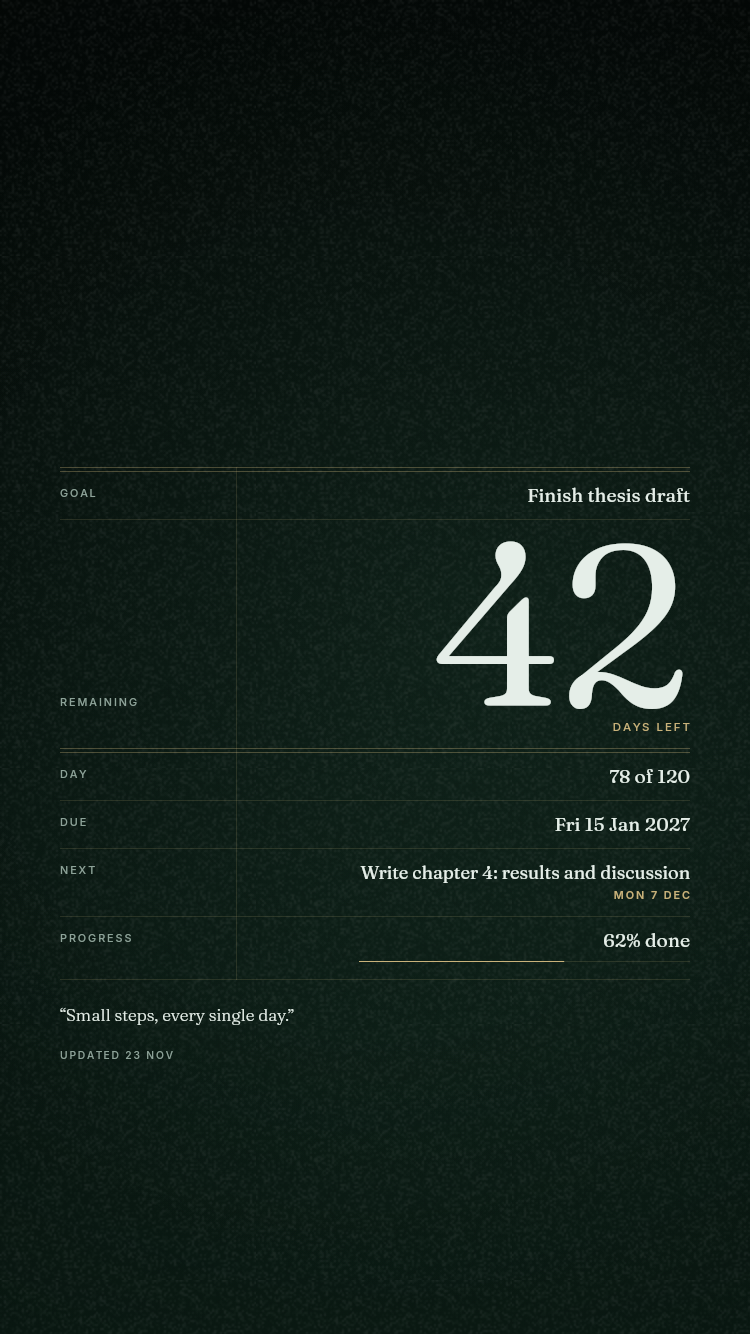 GOAL
Finish thesis draft
42
REMAINING
DAYS LEFT
DAY
78 of 120
DUE
Fri 15 Jan 2027
NEXT
Write chapter 4: results and discussion
MON 7 DEC
PROGRESS
62% done
“Small steps, every single day.”
UPDATED 23 NOV